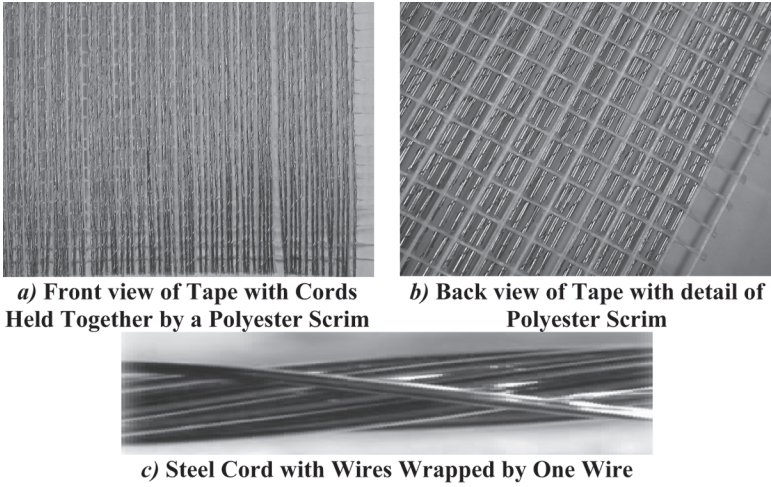 a) Front view of Tape with Cords
Held Together by a Polyester Scrim
b) Back view of Tape with detail of
Polyester Scrim
c) Steel Cord with Wires Wrapped by One Wire